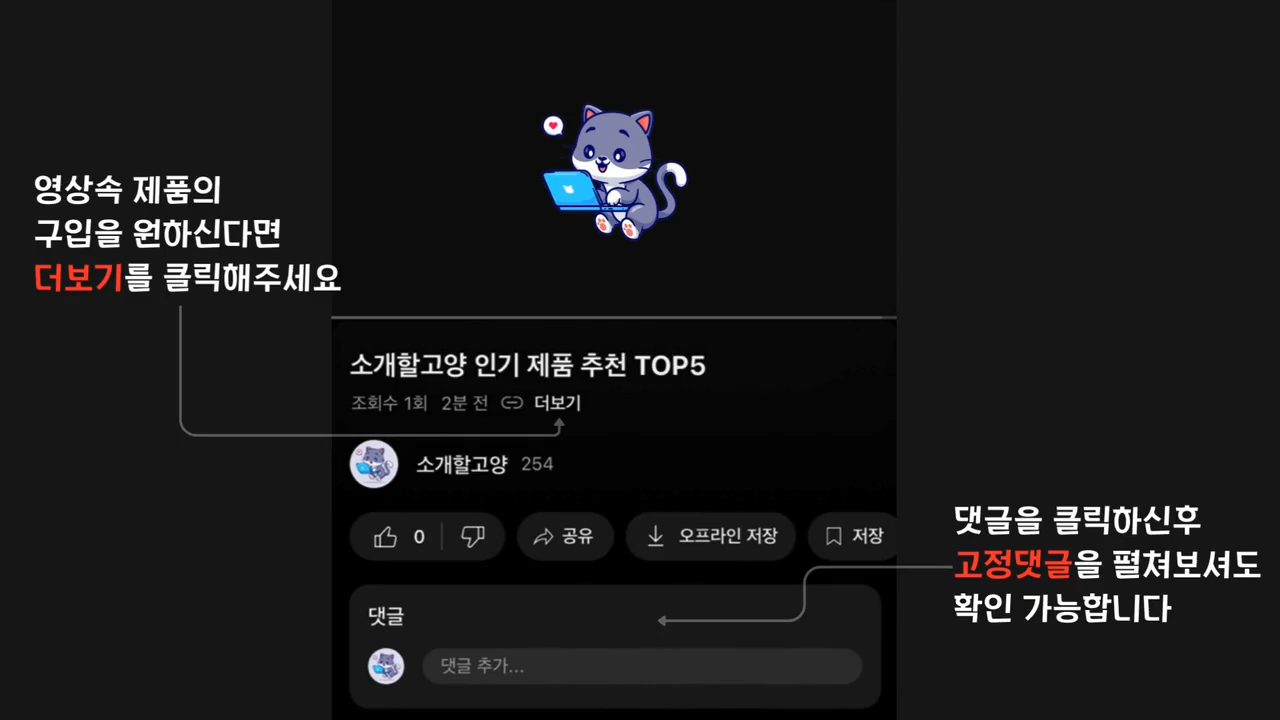 영상속 제품의
구입을 원하신다면
더보기를 클릭해주세요
소개할고양 인기 제품 추천 TOP5
조회수 1회 2분 전 더보기
소개할고양 254
0 공유 오프라인 저장 저장
댓글
댓글 추가...
댓글을 클릭하신후
고정댓글을 펼쳐보셔도
확인 가능합니다